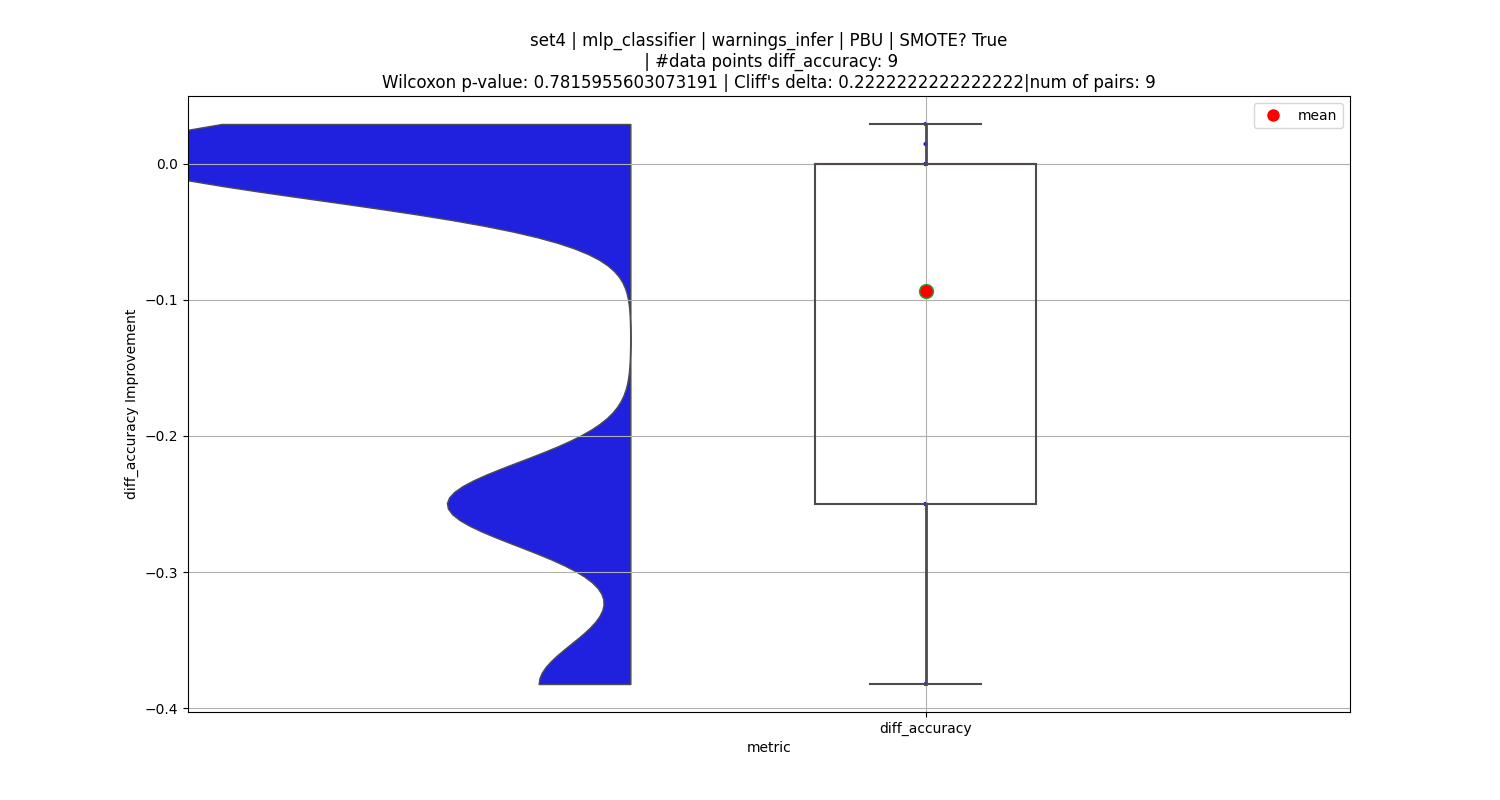 set4 | mlp_classifier | warnings_infer | PBU | SMOTE? True
| #data points diff_accuracy: 9
Wilcoxon p-value: 0.7815955603073191 | Cliff's delta: 0.2222222222222222|num of pairs: 9
mean
0.0
−0.1
−0.2
−0.3
−0.4
diff_accuracy Improvement
diff_accuracy
metric